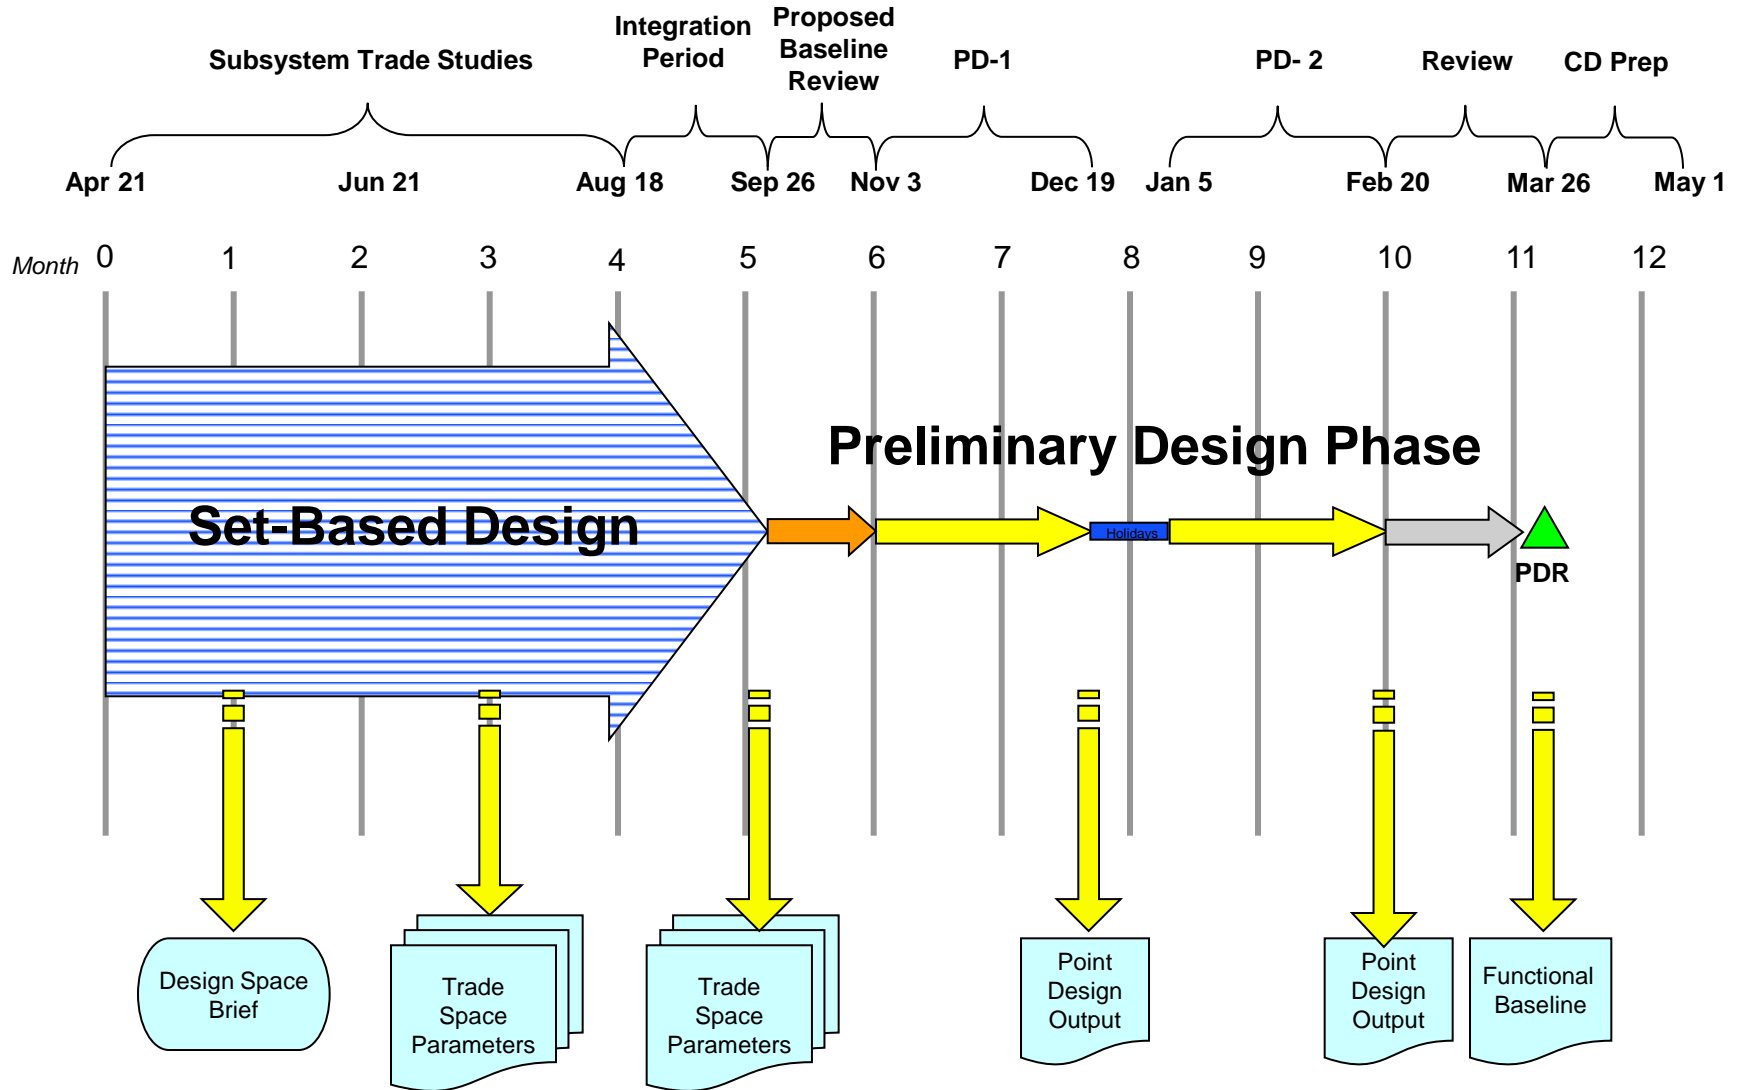 Subsystem Trade Studies
Integration
Period
Proposed
Baseline
Review
PD-1
PD- 2
Review
CD Prep
Apr 21
Jun 21
Aug 18
Sep 26
Nov 3
Dec 19
Jan 5
Feb 20
Mar 26
May 1
Month
0
1
2
3
4
5
6
7
8
9
10
11
12
Preliminary Design Phase
Set-Based Design
Holidays
PDR
Design Space
Brief
Trade
Space
Parameters
Trade
Space
Parameters
Point
Design
Output
Point
Design
Output
Functional
Baseline